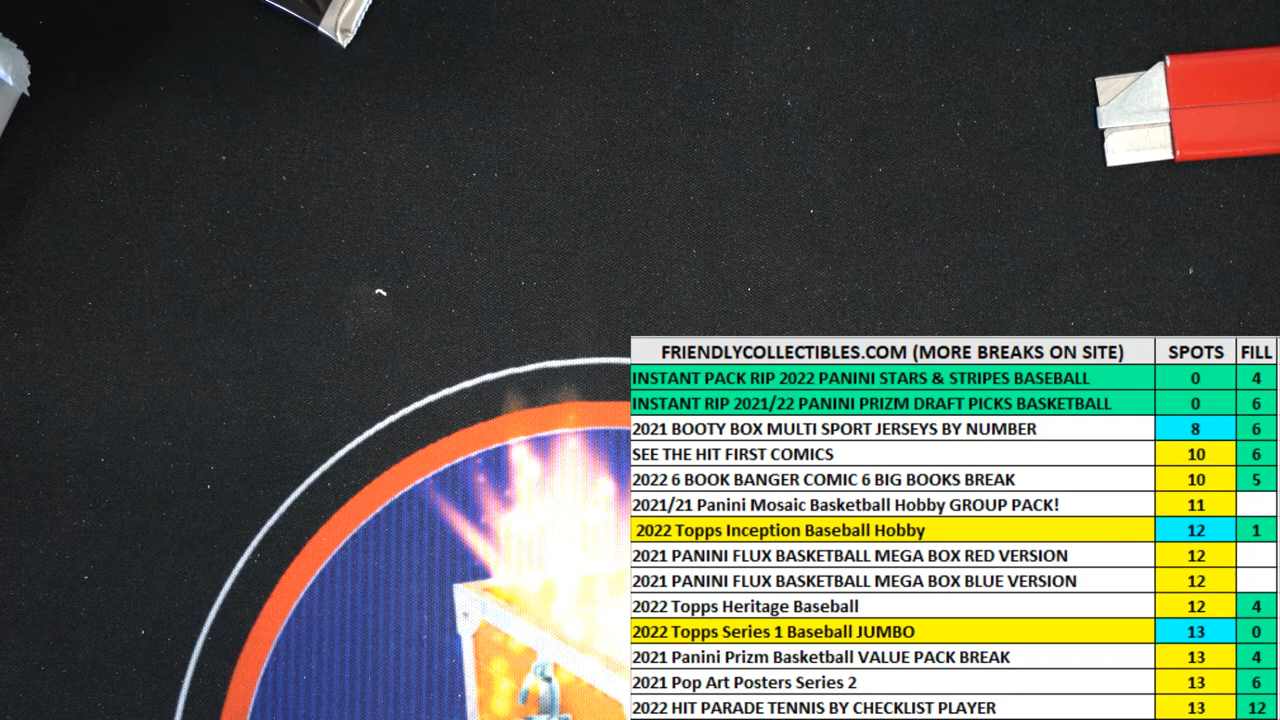 FRIENDLYCOLLECTIBLES.COM (MORE BREAKS ON SITE) SPOTS FILL
INSTANT PACK RIP 2022 PANINI STARS & STRIPES BASEBALL 0 4
INSTANT RIP 2021/22 PANINI PRIZM DRAFT PICKS BASKETBALL 0 6
2021 BOOTY BOX MULTI SPORT JERSEYS BY NUMBER 8 6
SEE THE HIT FIRST COMICS 10 6
2022 6 BOOK BANGER COMIC 6 BIG BOOKS BREAK 10 5
2021/21 Panini Mosaic Basketball Hobby GROUP PACK! 11
2022 Topps Inception Baseball Hobby 12 1
2021 PANINI FLUX BASKETBALL MEGA BOX RED VERSION 12
2021 PANINI FLUX BASKETBALL MEGA BOX BLUE VERSION 12
2022 Topps Heritage Baseball 12 4
2022 Topps Series 1 Baseball JUMBO 13 0
2021 Panini Prizm Basketball VALUE PACK BREAK 13 4
2021 Pop Art Posters Series 2 13 6
2022 HIT PARADE TENNIS BY CHECKLIST PLAYER 13 12